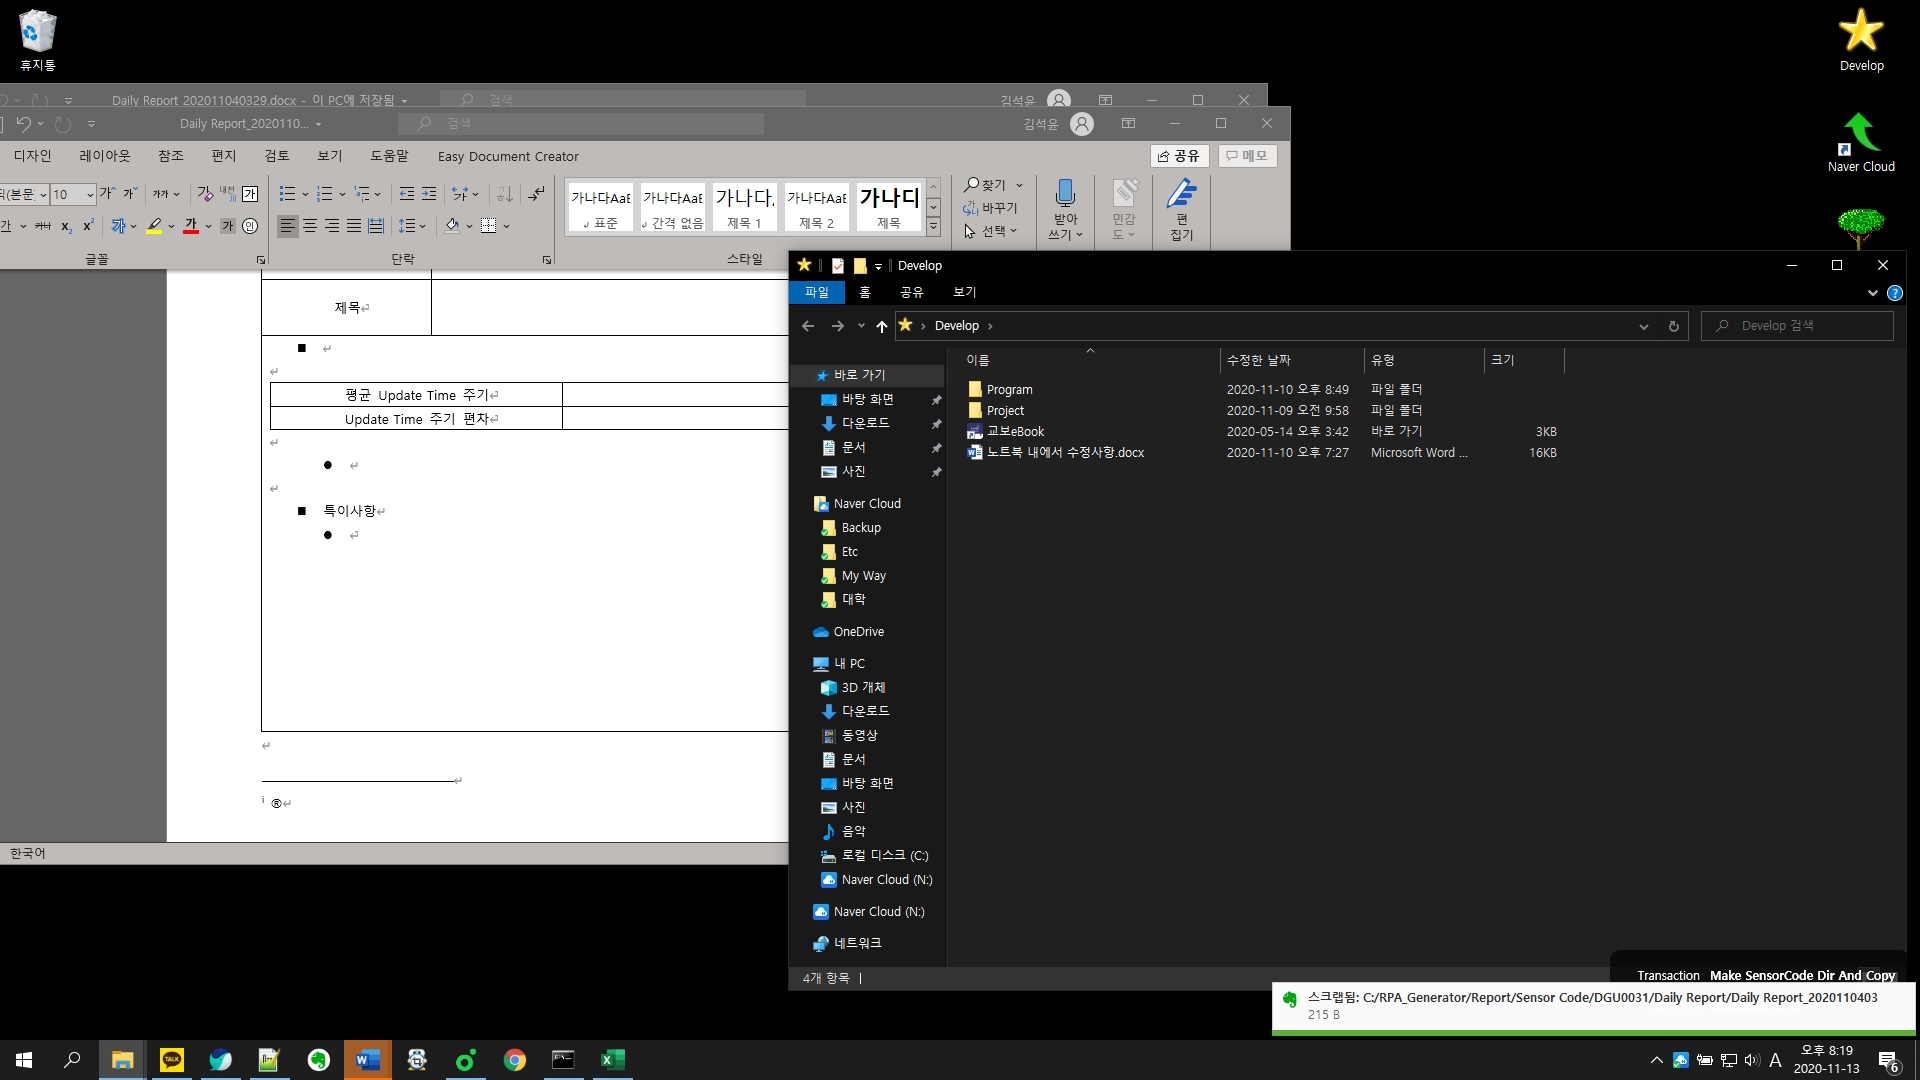 휴지통
Develop
Naver Cloud
Daily Report_202011040329.docx - 이 PC에 저장됨
검색
김석윤
Daily Report_2020110...
검색
김석윤
디자인 레이아웃 참조 편지 검토 보기 도움말 Easy Document Creator
공유 메모
10
가나다AaB 가나다AaB 가나다, 가나다AaB 가나다
표준 간격 없음 제목 1 제목 2 제목
찾기
바꾸기
선택
받아
쓰기
민감
도
편
집기
글꼴 단락 스타일
제목
평균 Update Time 주기
Update Time 주기 편차
특이사항
i ®
한국어
Develop
파일 홈 공유 보기
Develop
Develop 검색
이름 수정한 날짜 유형 크기
Program 2020-11-10 오후 8:49 파일 폴더
Project 2020-11-09 오전 9:58 파일 폴더
교보eBook 2020-05-14 오후 3:42 바로 가기 3KB
노트북 내에서 수정사항.docx 2020-11-10 오후 7:27 Microsoft Word ... 16KB
바로 가기
바탕 화면
다운로드
문서
사진
Naver Cloud
Backup
Etc
My Way
대학
OneDrive
내 PC
3D 개체
다운로드
동영상
문서
바탕 화면
사진
음악
로컬 디스크 (C:)
Naver Cloud (N:)
Naver Cloud (N:)
네트워크
4개 항목
Transaction Make SensorCode Dir And Copy
스크랩됨: C:/RPA_Generator/Report/Sensor Code/DGU0031/Daily Report/Daily Report_2020110403
215 B
TALK
A
오후 8:19
2020-11-13
6